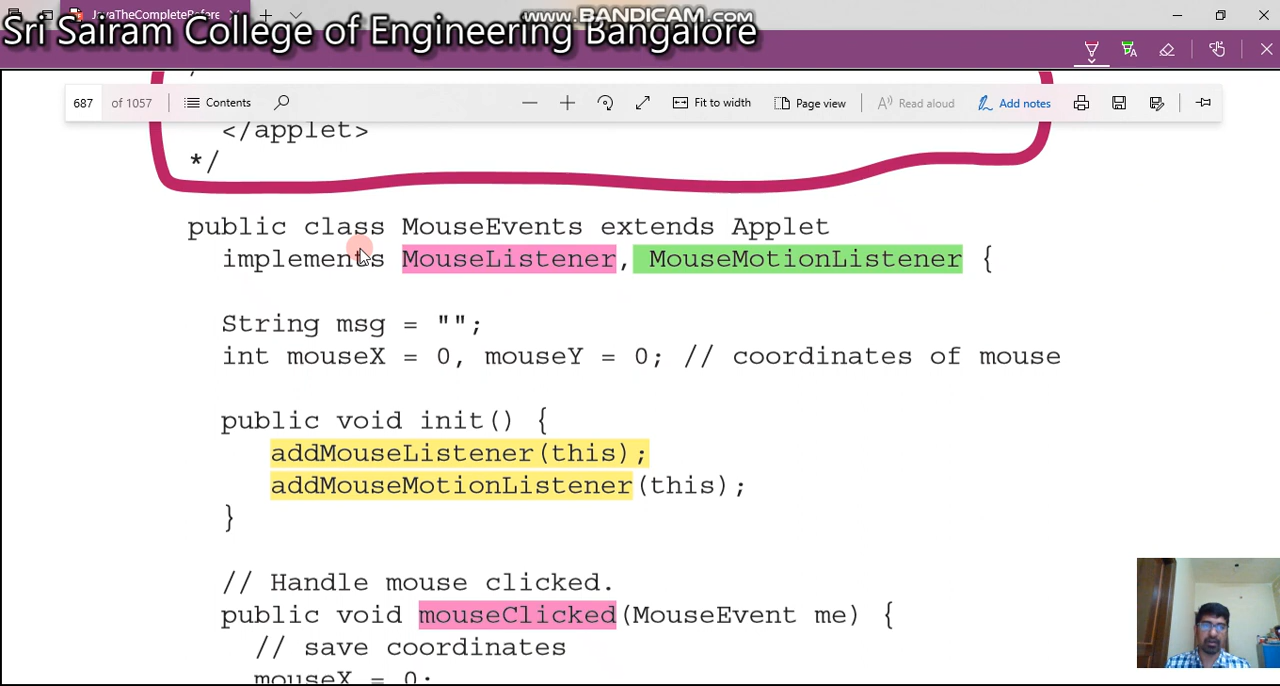 JavaTheCompleteRefere
www.BANDICAM.com
Sri Sairam College of Engineering Bangalore
687 of 1057 Contents Fit to width Page view Read aloud Add notes
</applet>
*/
public class MouseEvents extends Applet
implements MouseListener, MouseMotionListener {
String msg = "";
int mouseX = 0, mouseY = 0; // coordinates of mouse
public void init() {
addMouseListener(this);
addMouseMotionListener(this);
}
// Handle mouse clicked.
public void mouseClicked(MouseEvent me) {
// save coordinates
mouseX = 0;